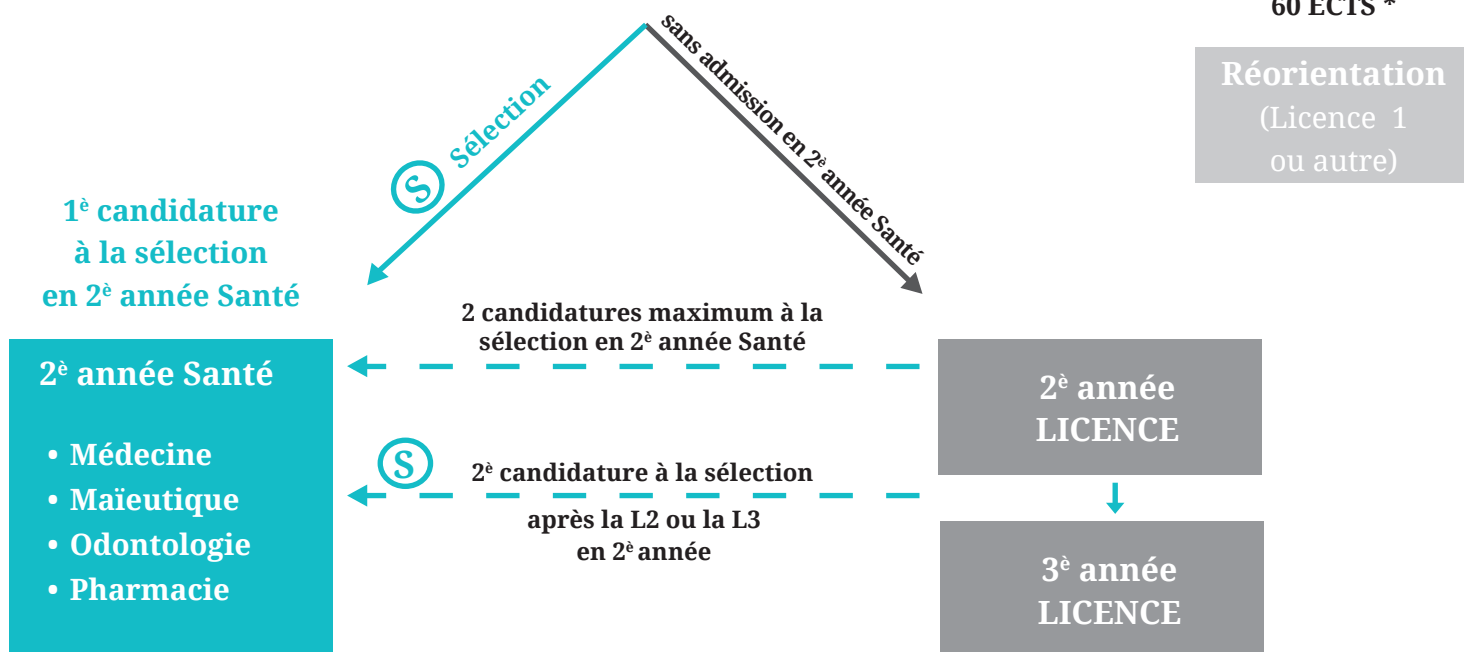 60 ECTS *
Réorientation
(Licence 1
ou autre)
S Sélection
sans admission en 2è année Santé
1è candidature
à la sélection
en 2è année Santé
2 candidatures maximum à la
sélection en 2è année Santé
2è année Santé
• Médecine
• Maïeutique
• Odontologie
• Pharmacie
S
2è candidature à la sélection
après la L2 ou la L3
en 2è année
2è année
LICENCE
3è année
LICENCE